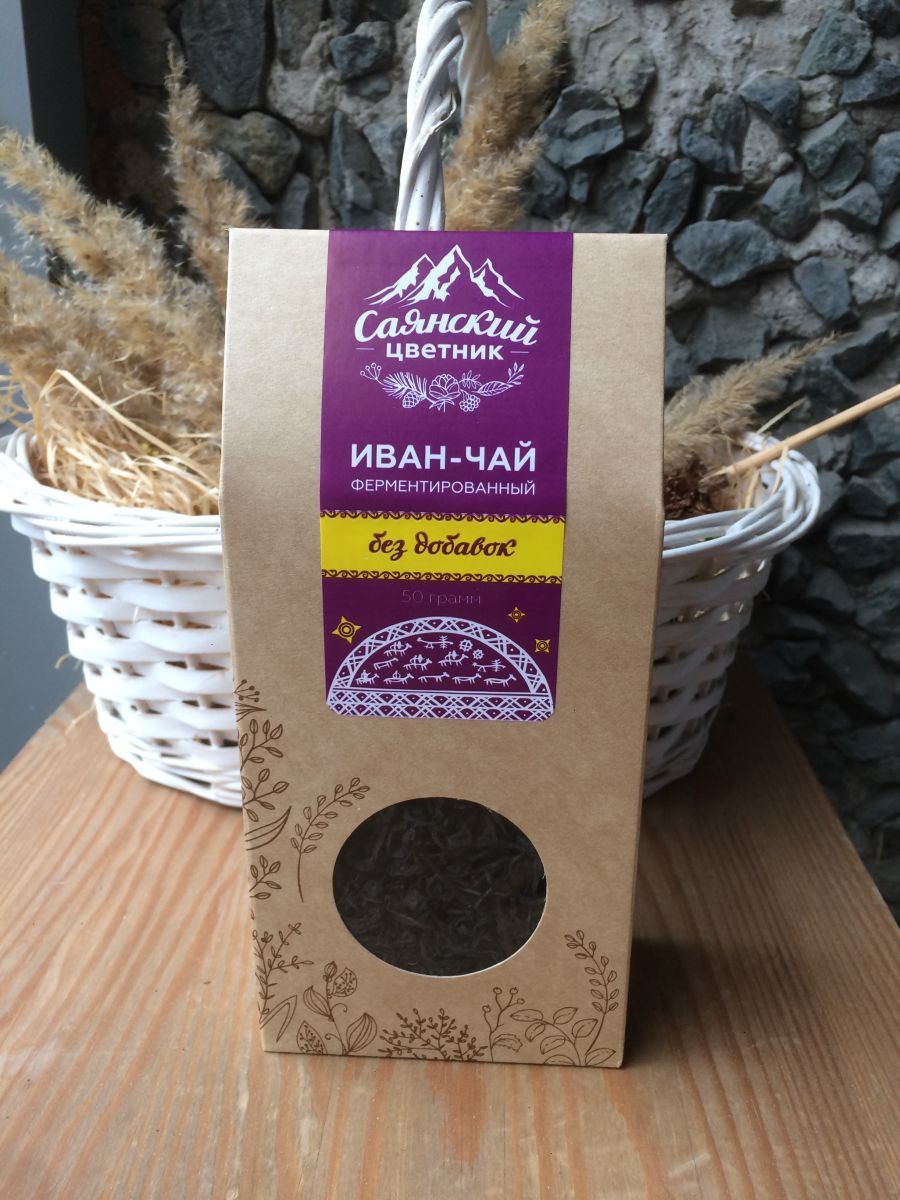 Саянский
цветник
ИВАН-ЧАЙ
ФЕРМЕНТИРОВАННЫЙ
без добавок
50 грамм